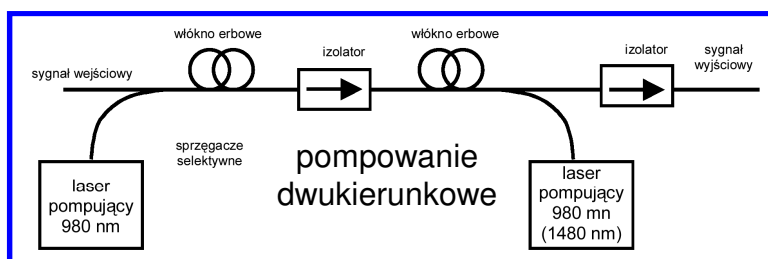 włókno erbowe
włókno erbowe
izolator
izolator
sygnał
wyjściowy
sygnał wejściowy
sprzęgacze
selektywne
pompowanie
dwukierunkowe
laser
pompujący
980 nm
laser
pompujący
980 mn
(1480 nm)